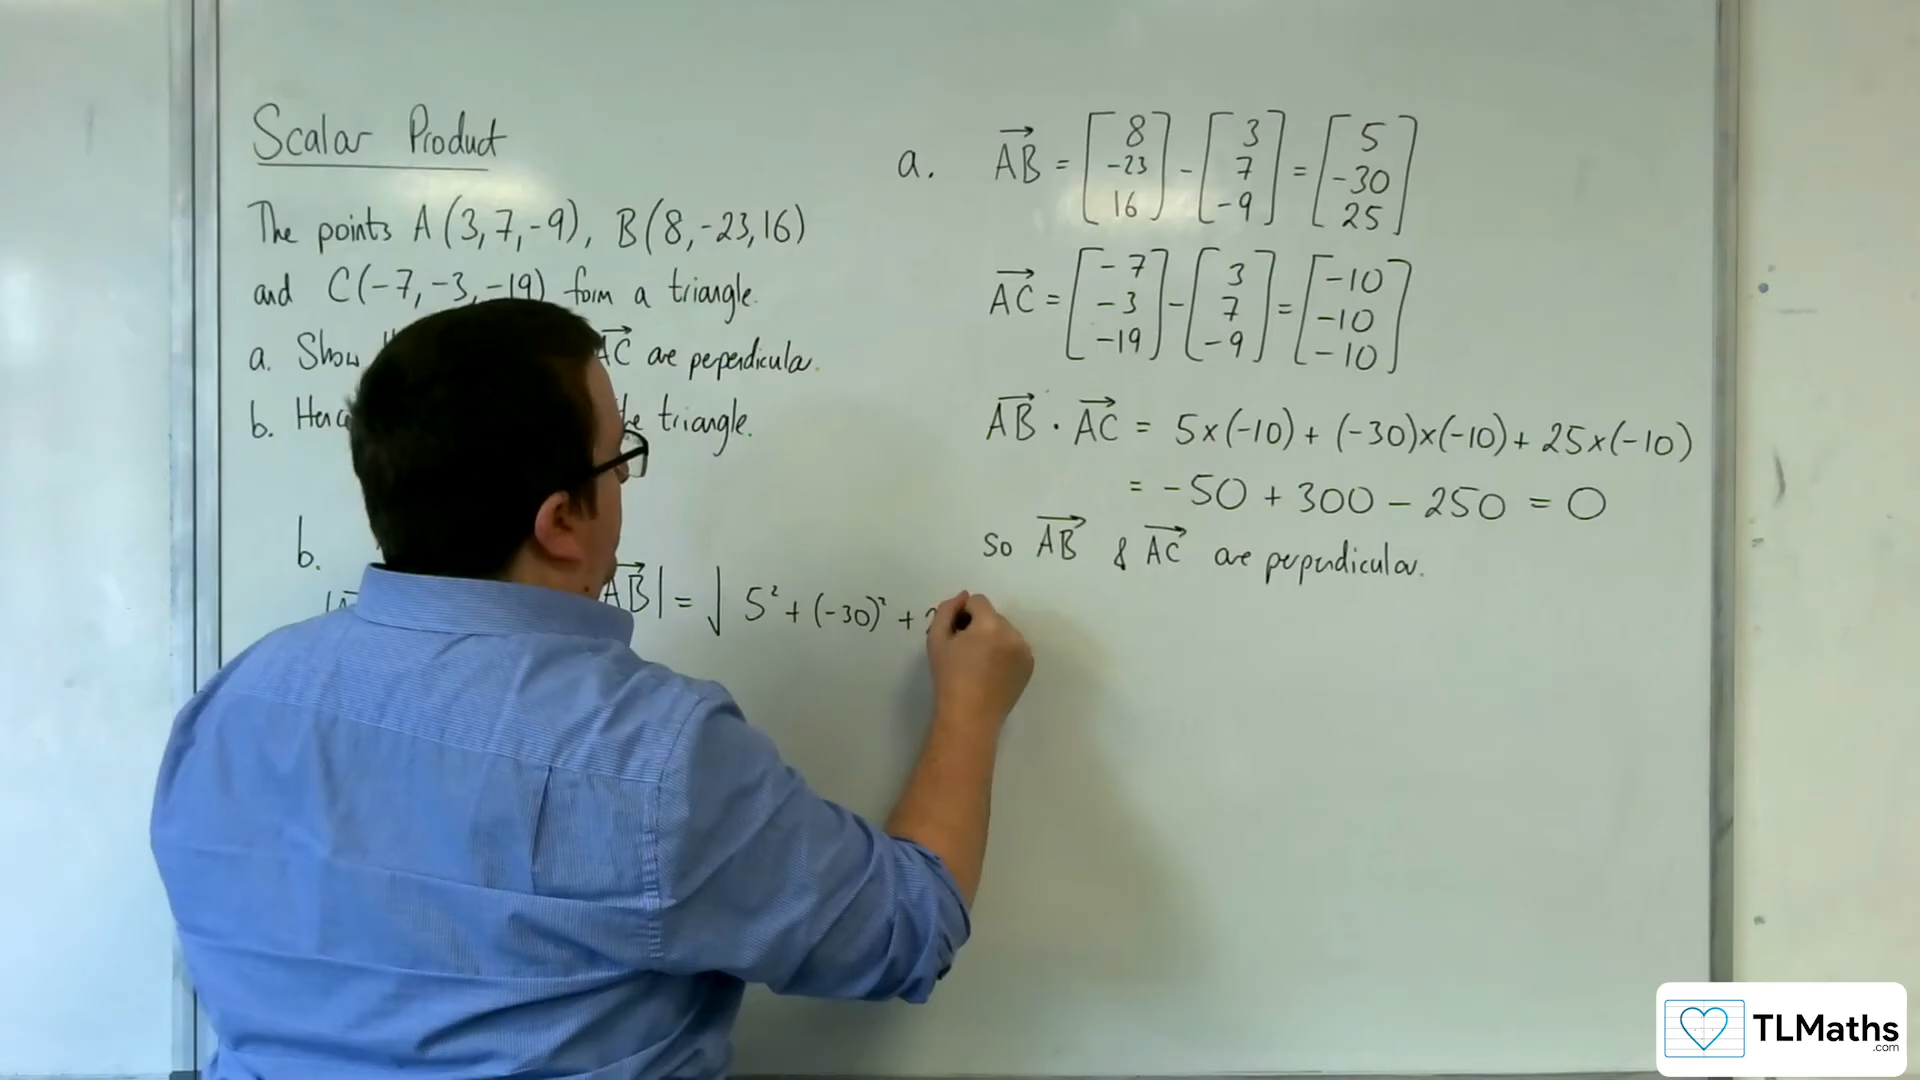 Scalar Product
The points A(3,7,-9), B(8,-23,16)
and C(-7,-3,-19) form a triangle.
a. Show AC are perpendicular.
b. the triangle.
b.
AB| = √ 5² + (-30)² +
a. AB = [8 -23 16] - [3 7 -9] = [5 -30 25]
AC = [-7 -3 -19] - [3 7 -9] = [-10 -10 -10]
AB · AC = 5×(-10) + (-30)×(-10) + 25×(-10)
= -50 + 300 - 250 = 0
so AB & AC are perpendicular.
TLMaths
.com